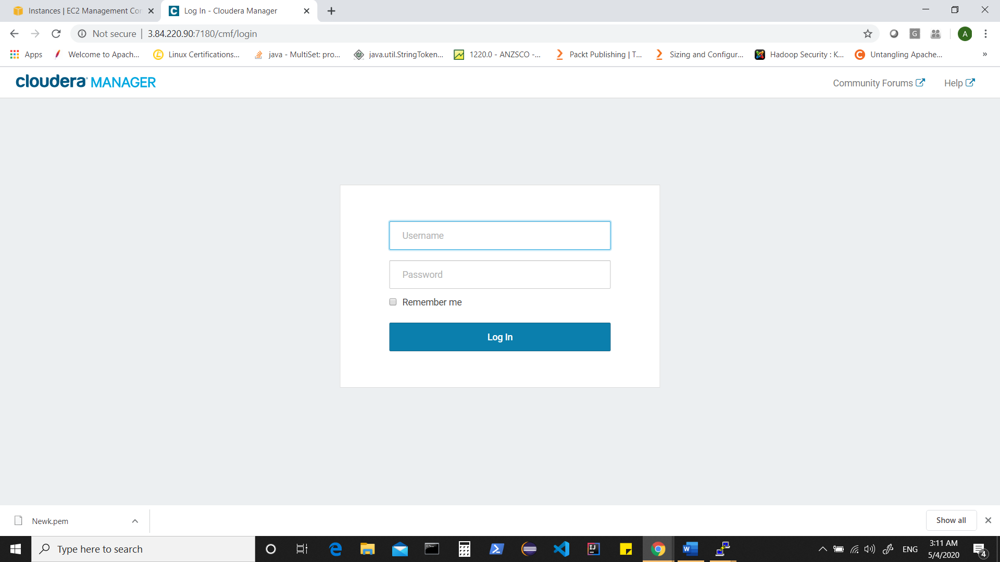 Instances | EC2 Management Con
Log In - Cloudera Manager
Not secure | 3.84.220.90:7180/cmf/login
G
A
Apps
Welcome to Apach...
Linux Certifications...
java - MultiSet: pro...
java.util.StringToken...
1220.0 - ANZSCO -...
Packt Publishing | T...
Sizing and Configur...
Hadoop Security : K...
Untangling Apache...
»
cloudera MANAGER
Community Forums
Help
Username
Password
Remember me
Log In
Newk.pem
Show all
Type here to search
ENG
3:11 AM
5/4/2020
4